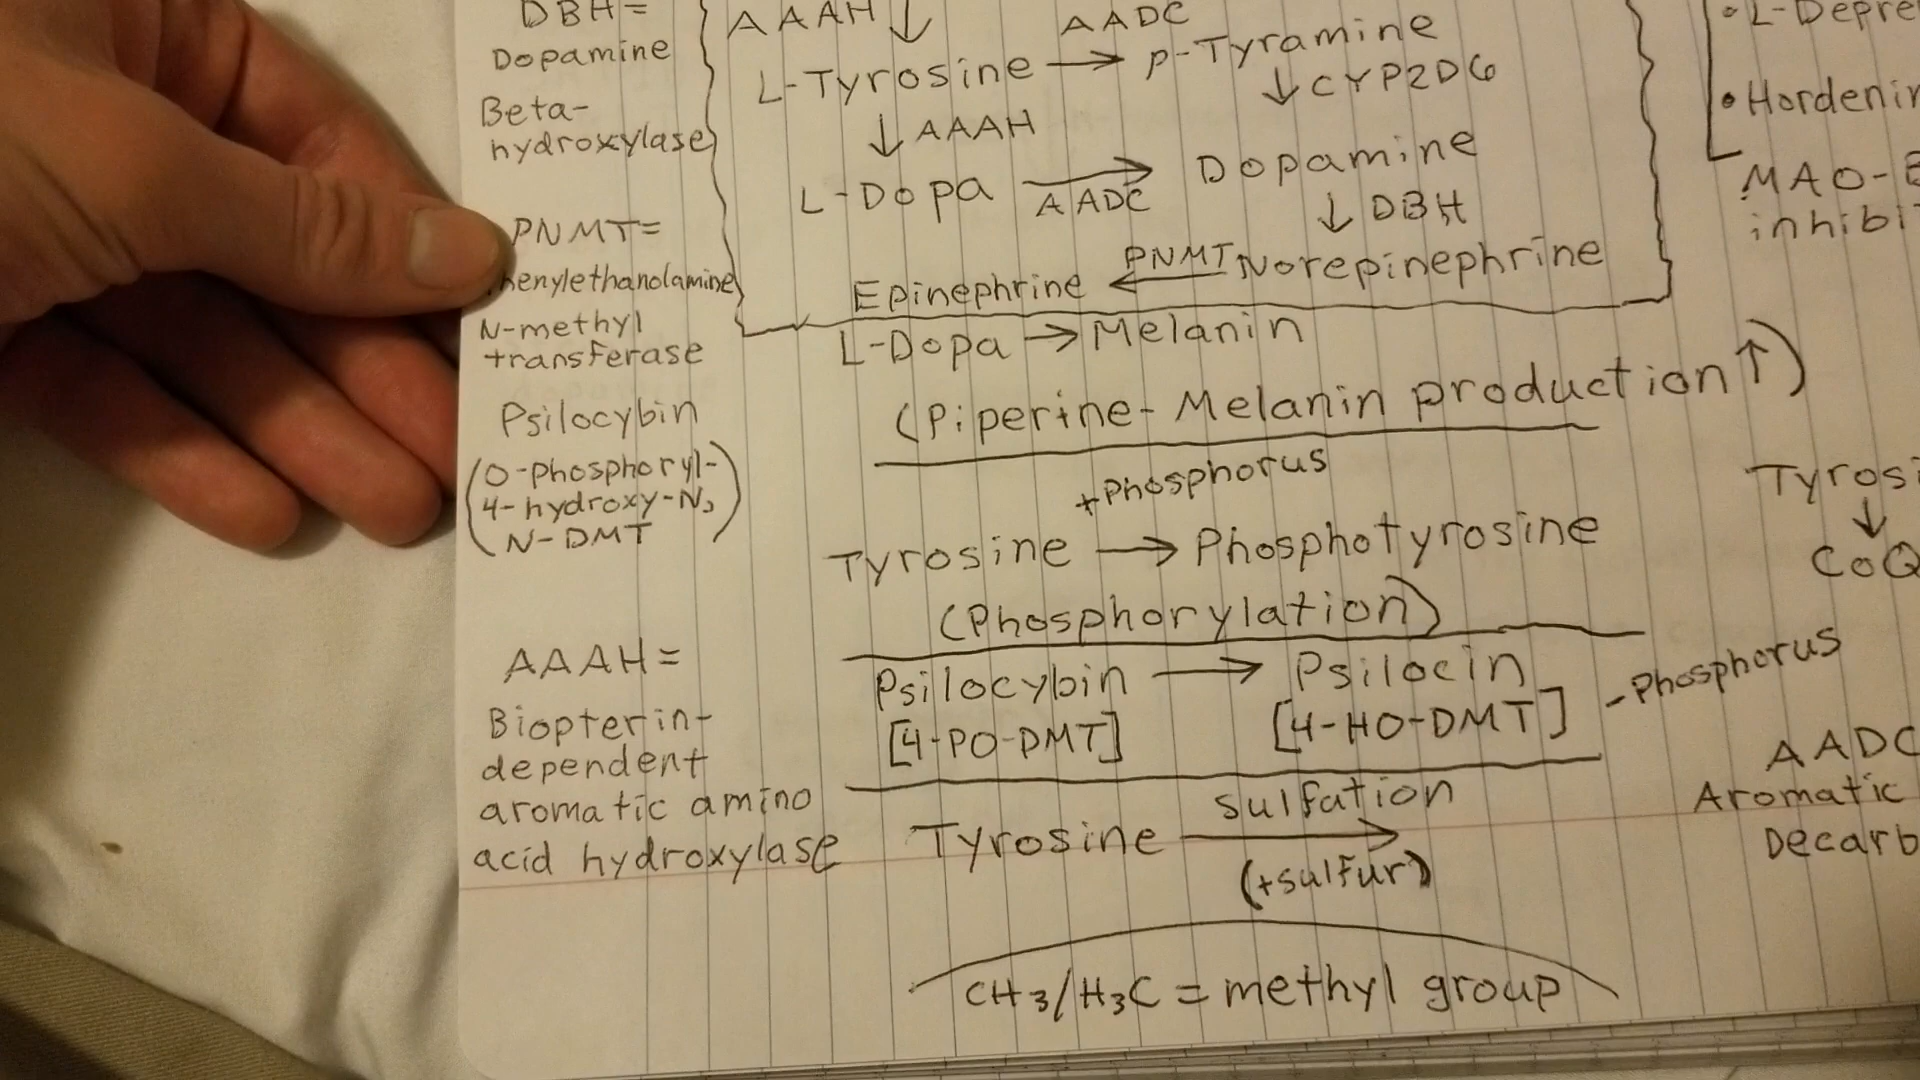 DBH=
Dopamine
Beta-
hydroxylase
PNMT=
henylethanolamine
N-methyl
transferase
Psilocybin
(O-phosphoryl-
4-hydroxy-N,
N-DMT)
AAAH=
Biopterin-
dependent
aromatic amino
acid hydroxylase
AAAH ↓ AADC
L-Tyrosine → p-Tyramine
↓ AAAH ↓ CYP2D6
L-Dopa → Dopamine
AADC ↓ DBH
Epinephrine ← PNMT Norepinephrine
L-Dopa → Melanin
(Piperine- Melanin production ↑)
+Phosphorus
Tyrosine → Phosphotyrosine
(Phosphorylation)
Psilocybin → Psilocin
[4-PO-DMT] [4-HO-DMT] -Phosphorus
sulfation
Tyrosine →
(+sulfur)
CH3/H3C = methyl group
• L-Depre
• Hordenin
MAO-B
inhibi
Tyrosi
↓
CoQ
AADC
Aromatic
Decarb